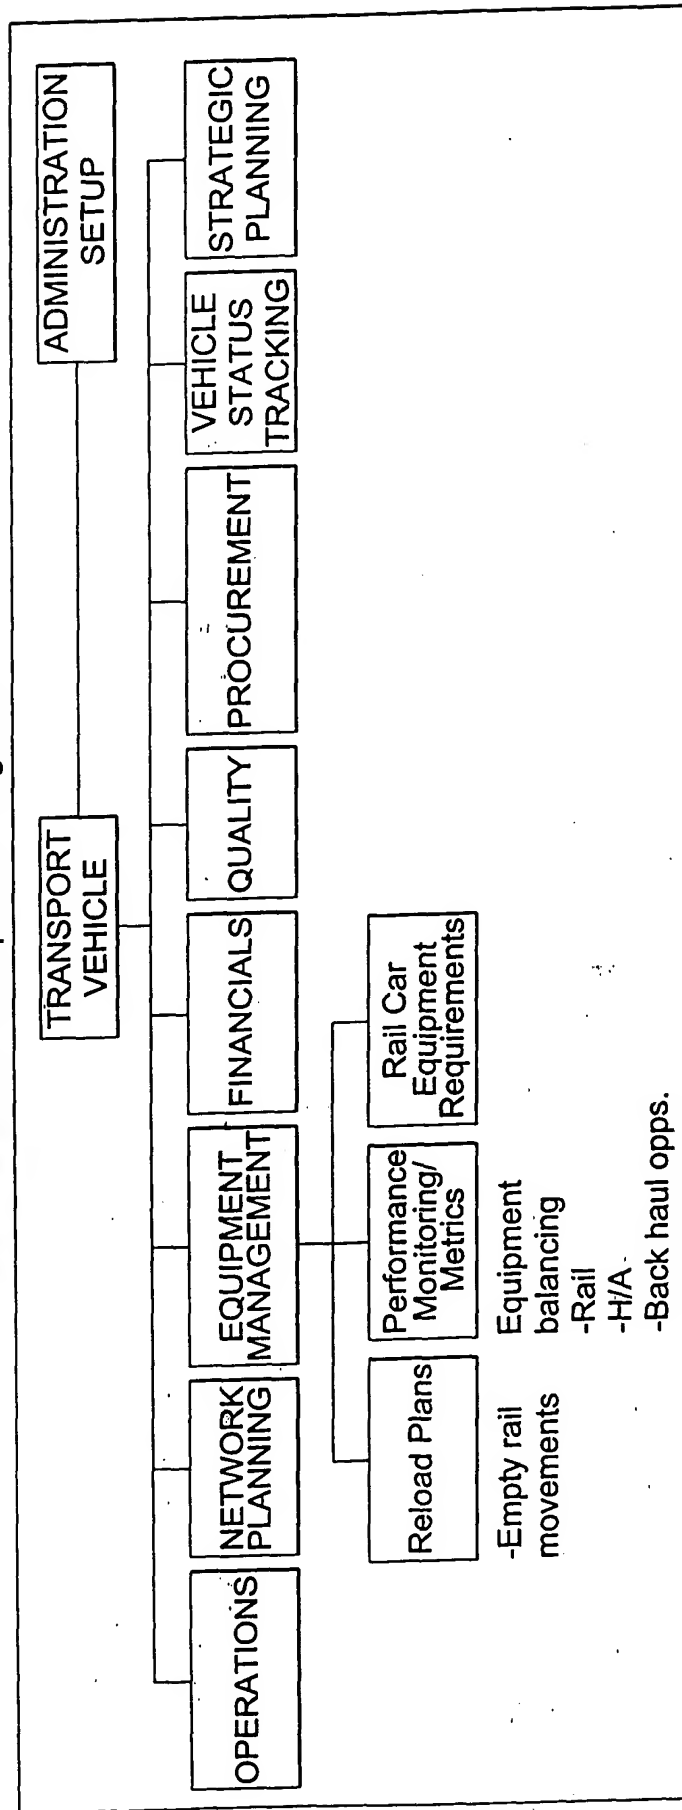 TRANSPORT
VEHICLE
ADMINISTRATION
SETUP
OPERATIONS
NETWORK
PLANNING
EQUIPMENT
MANAGEMENT
FINANCIALS
QUALITY
PROCUREMENT
VEHICLE
STATUS
TRACKING
STRATEGIC
PLANNING
Reload Plans
Performance
Monitoring/
Metrics
Rail Car
Equipment
Requirements
-Empty rail
movements
Equipment
balancing
-Rail
-H/A
-Back haul opps.